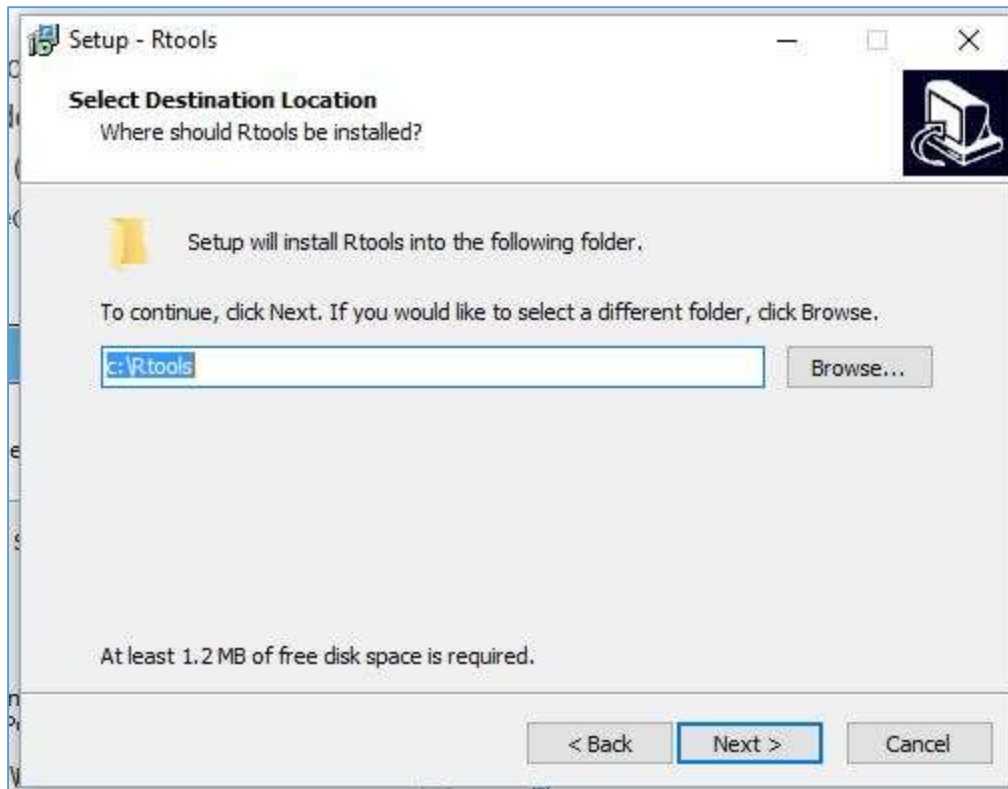 Setup - Rtools
Select Destination Location
Where should Rtools be installed?
Setup will install Rtools into the following folder.
To continue, click Next. If you would like to select a different folder, click Browse.
c:\Rtools
Browse...
At least 1.2 MB of free disk space is required.
< Back
Next >
Cancel